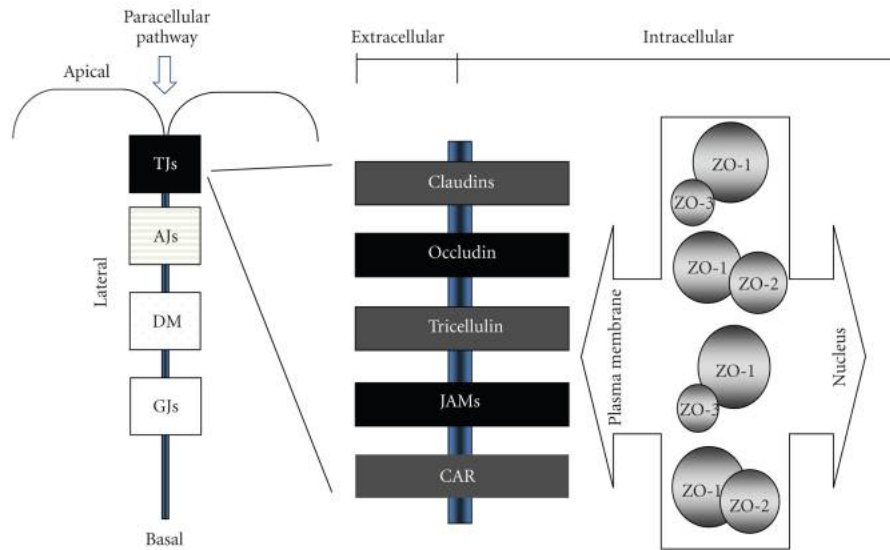 Paracellular
pathway
Apical
TJs
AJs
DM
GJs
Lateral
Basal
Extracellular
Intracellular
Claudins
Occludin
Tricellulin
JAMs
CAR
Plasma membrane
ZO-1
ZO-3
ZO-1
ZO-2
ZO-1
ZO-3
ZO-1
ZO-2
Nucleus